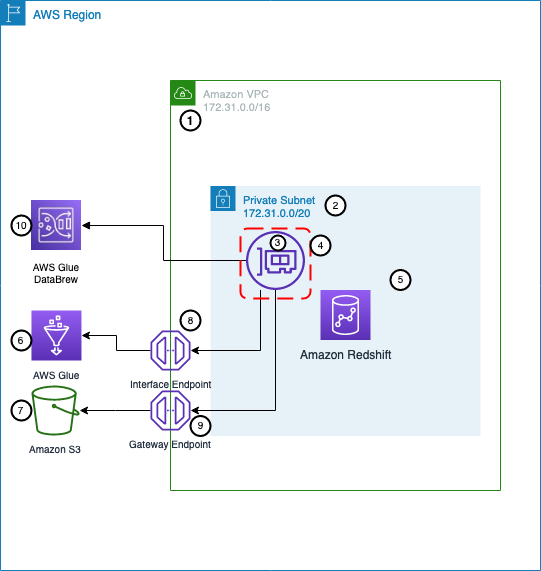 AWS Region
Amazon VPC
172.31.0.0/16
1
Private Subnet
172.31.0.0/20
2
3
4
10
AWS Glue
DataBrew
5
8
6
AWS Glue
Amazon Redshift
Interface Endpoint
7
9
Amazon S3
Gateway Endpoint